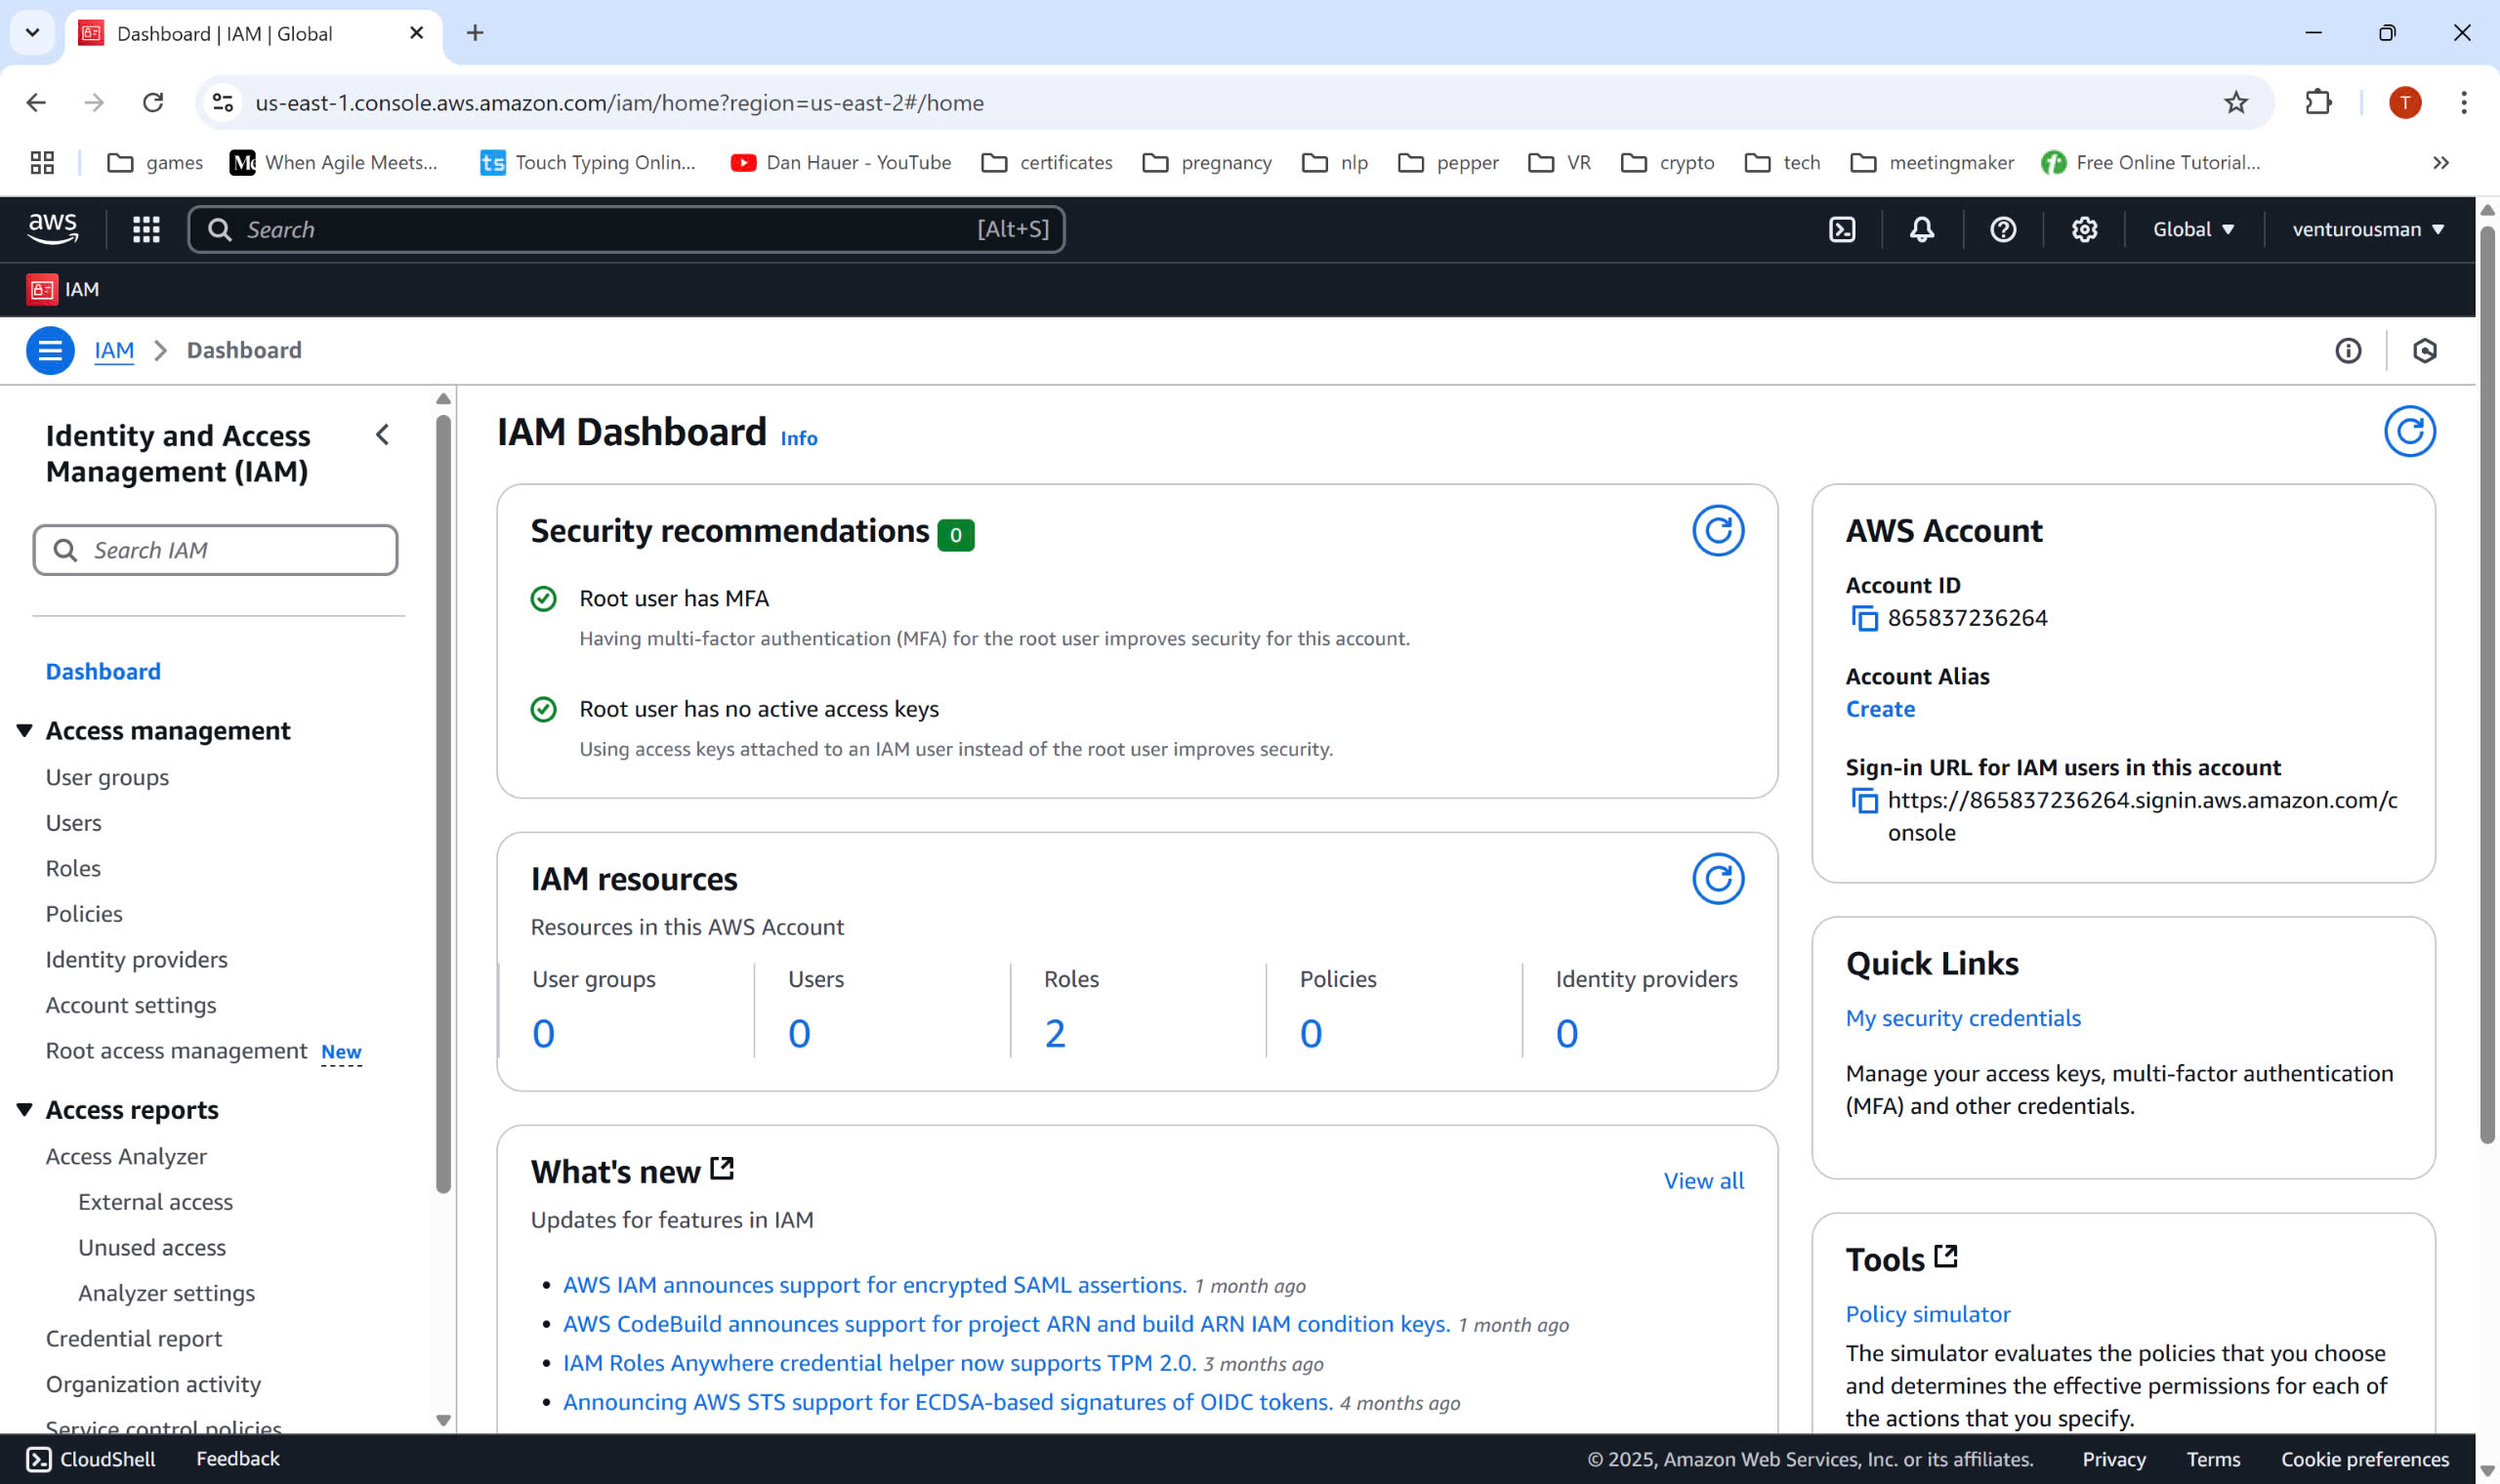 Dashboard | IAM | Global
us-east-1.console.aws.amazon.com/iam/home?region=us-east-2#/home
T
games
When Agile Meets...
ts Touch Typing Onlin...
Dan Hauer - YouTube
certificates
pregnancy
nlp
pepper
VR
crypto
tech
meetingmaker
Free Online Tutorial...
aws
Search
[Alt+S]
Global
venturousman
IAM
IAM > Dashboard
Identity and Access
Management (IAM)
Search IAM
Dashboard
Access management
User groups
Users
Roles
Policies
Identity providers
Account settings
Root access management New
Access reports
Access Analyzer
External access
Unused access
Analyzer settings
Credential report
Organization activity
Service control policies
IAM Dashboard Info
Security recommendations 0
Root user has MFA
Having multi-factor authentication (MFA) for the root user improves security for this account.
Root user has no active access keys
Using access keys attached to an IAM user instead of the root user improves security.
IAM resources
Resources in this AWS Account
User groups
0
Users
0
Roles
2
Policies
0
Identity providers
0
What's new
View all
Updates for features in IAM
AWS IAM announces support for encrypted SAML assertions. 1 month ago
AWS CodeBuild announces support for project ARN and build ARN IAM condition keys. 1 month ago
IAM Roles Anywhere credential helper now supports TPM 2.0. 3 months ago
Announcing AWS STS support for ECDSA-based signatures of OIDC tokens. 4 months ago
AWS Account
Account ID
865837236264
Account Alias
Create
Sign-in URL for IAM users in this account
https://865837236264.signin.aws.amazon.com/c
onsole
Quick Links
My security credentials
Manage your access keys, multi-factor authentication
(MFA) and other credentials.
Tools
Policy simulator
The simulator evaluates the policies that you choose
and determines the effective permissions for each of
the actions that you specify.
CloudShell
Feedback
© 2025, Amazon Web Services, Inc. or its affiliates.
Privacy
Terms
Cookie preferences